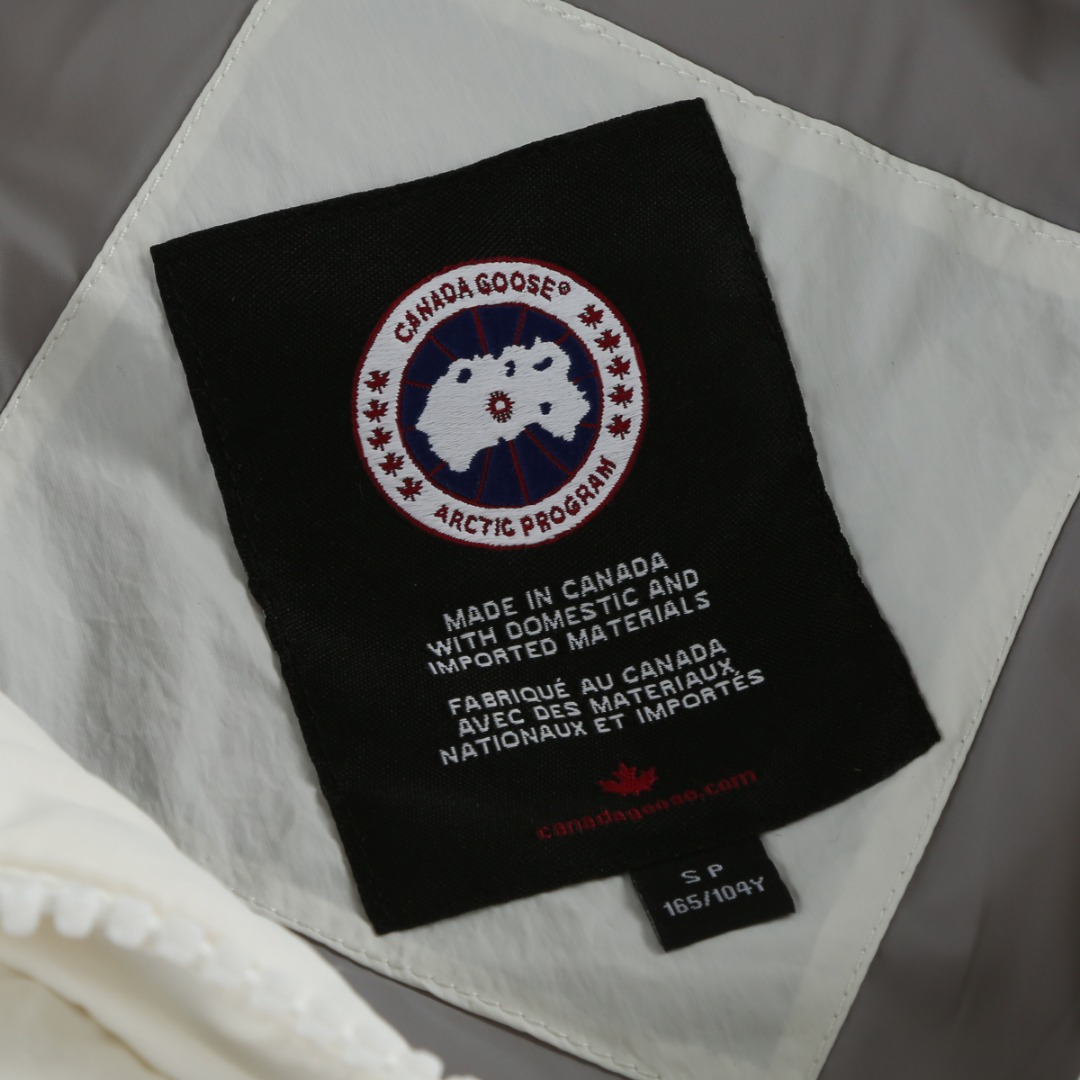 CANADA GOOSE®
ARCTIC PROGRAM
MADE IN CANADA
WITH DOMESTIC AND
IMPORTED MATERIALS
FABRIQUÉ AU CANADA
AVEC DES MATERIAUX
NATIONAUX ET IMPORTÉS
canadagoose.com
S P
165/104Y